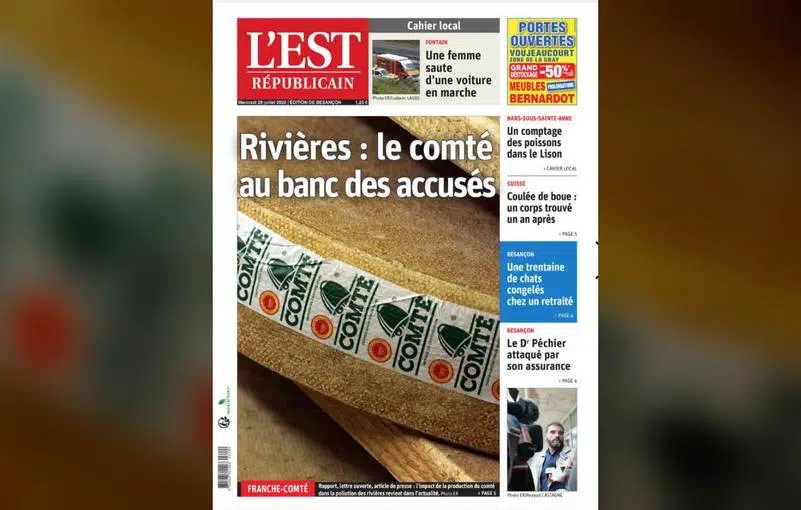 L'EST
RÉPUBLICAIN
Mercredi 29 juillet 2020 | ÉDITION DE BESANÇON
1,20 €
Cahier local
FONTAIN
Une femme
saute
d'une voiture
en marche
Photo ER/Ludovic LAUDE
PORTES
OUVERTES
VOUJEAUCOURT
ZONE DE LA CRAY
GRAND
DÉSTOCKAGE
-50%
MEUBLES
PROLONGATIONS
BERNARDOT
Rivières : le comté
au banc des accusés
COMTÉ
COMTÉ
COMTÉ
COMTÉ
COMTÉ
FRANCHE-COMTÉ
Rapport, lettre ouverte, article de presse : l'impact de la production du comté
dans la pollution des rivières revient dans l'actualité. Photo ER
> PAGE 5
NANS-SOUS-SAINTE-ANNE
Un comptage
des poissons
dans le Lison
> CAHIER LOCAL
SUISSE
Coulée de boue :
un corps trouvé
un an après
> PAGE 5
BESANÇON
Une trentaine
de chats
congelés
chez un retraité
> PAGE 4
BESANÇON
Le Dr Péchier
attaqué par
son assurance
> PAGE 4
Photo ER/Arnaud CASTAGNÉ